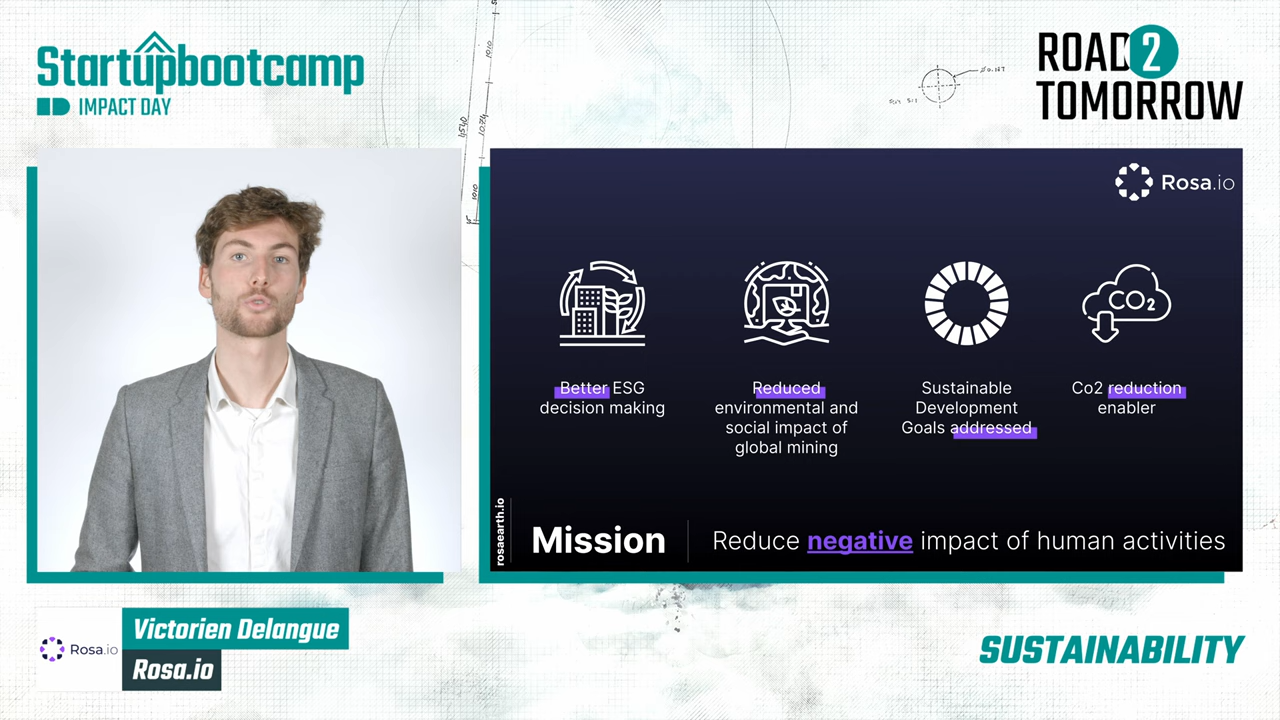 Startupbootcamp
IMPACT DAY
ROAD 2
TOMORROW
Rosa.io
CO2
Better ESG
decision making
Reduced
environmental and
social impact of
global mining
Sustainable
Development
Goals addressed
Co2 reduction
enabler
rosaearth.io
Mission
Reduce negative impact of human activities
Rosa.io
Victorien Delangue
Rosa.io
SUSTAINABILITY